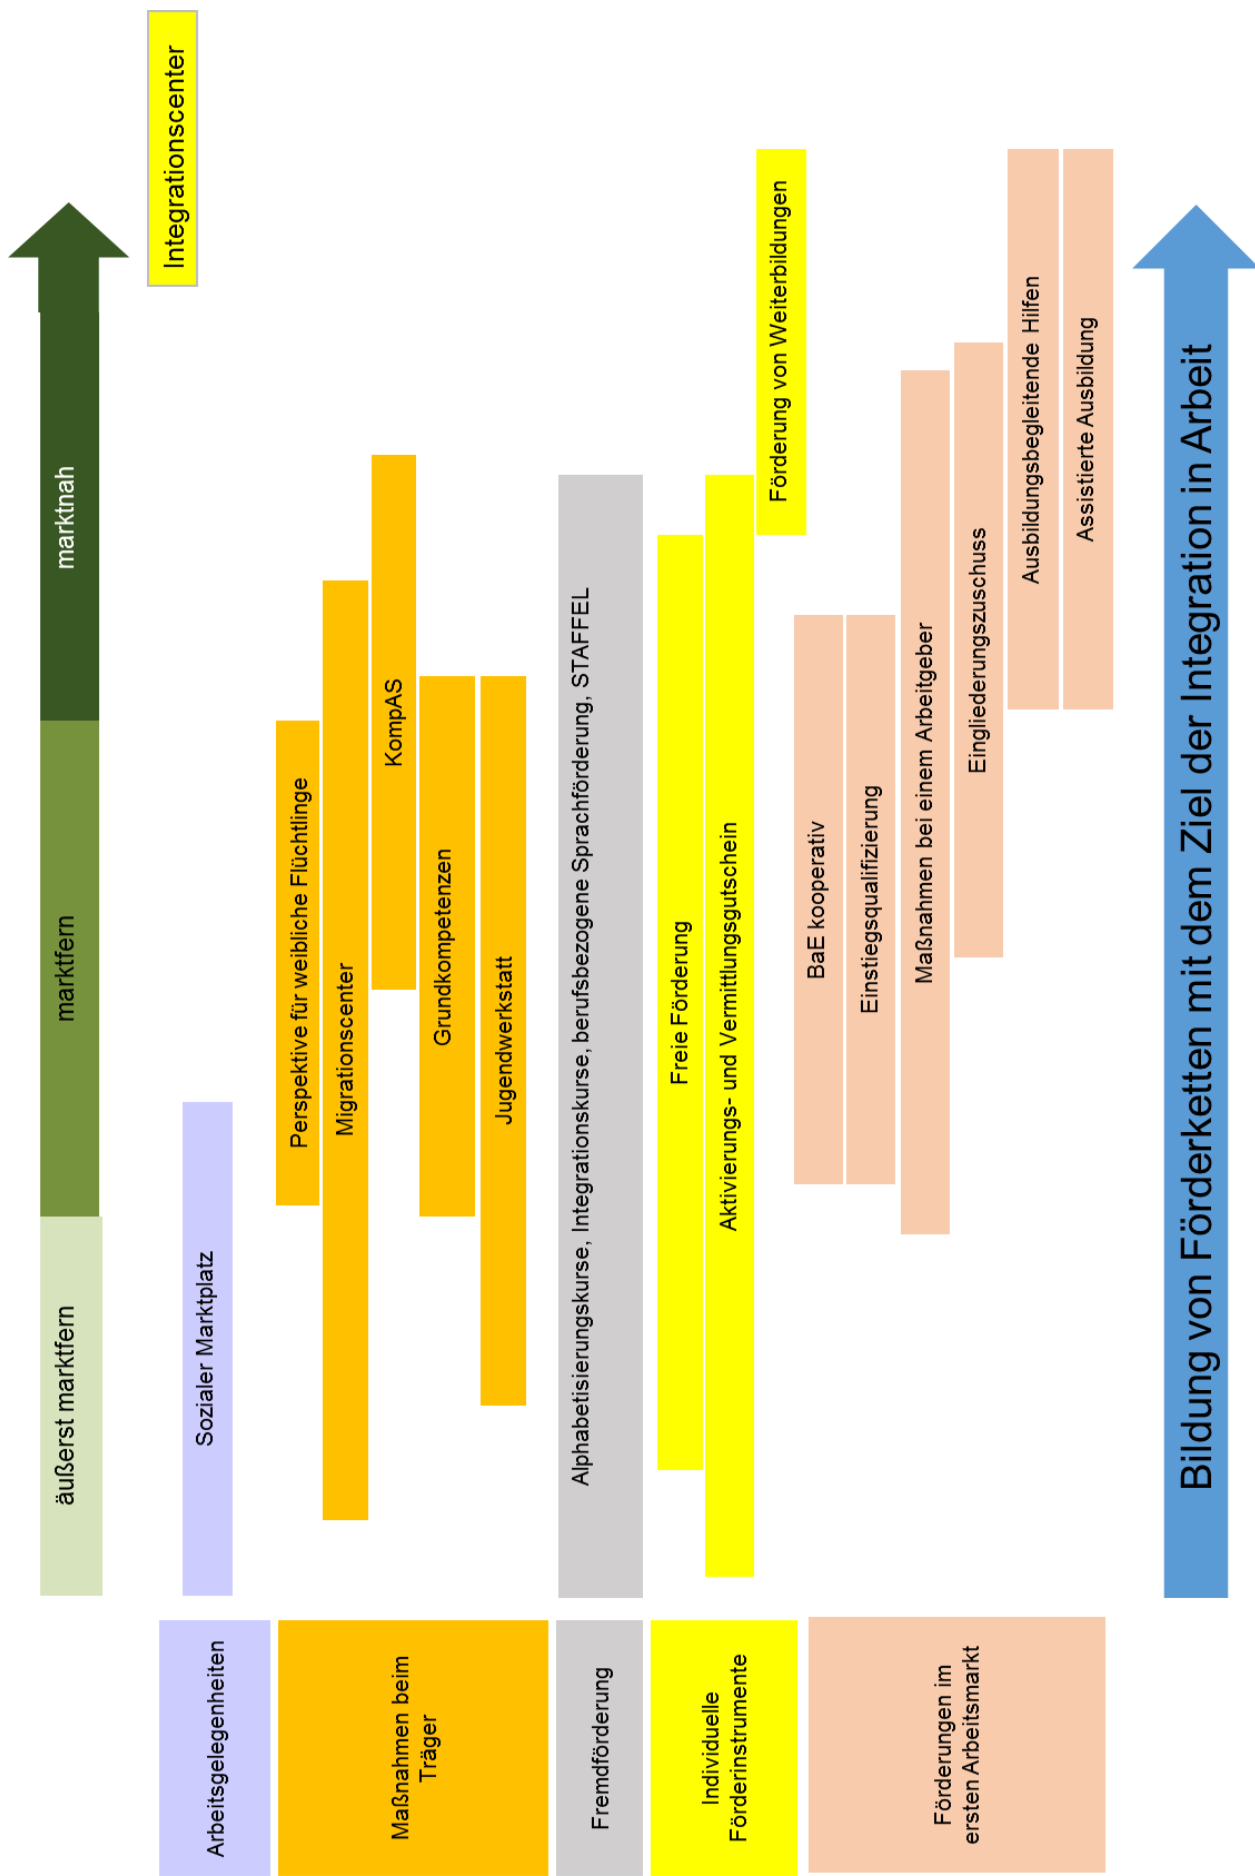 äußerst marktfern
marktfern
marktnah
Integrationscenter
Arbeitsgelegenheiten
Sozialer Marktplatz
Maßnahmen beim
Träger
Perspektive für weibliche Flüchtlinge
Migrationscenter
KompAS
Grundkompetenzen
Jugendwerkstatt
Fremdförderung
Alphabetisierungskurse, Integrationskurse, berufsbezogene Sprachförderung, STAFFEL
Individuelle
Förderinstrumente
Freie Förderung
Aktivierungs- und Vermittlungsgutschein
Förderung von Weiterbildungen
Förderungen im
ersten Arbeitsmarkt
BaE kooperativ
Einstiegsqualifizierung
Maßnahmen bei einem Arbeitgeber
Eingliederungszuschuss
Ausbildungsbegleitende Hilfen
Assistierte Ausbildung
Bildung von Förderketten mit dem Ziel der Integration in Arbeit